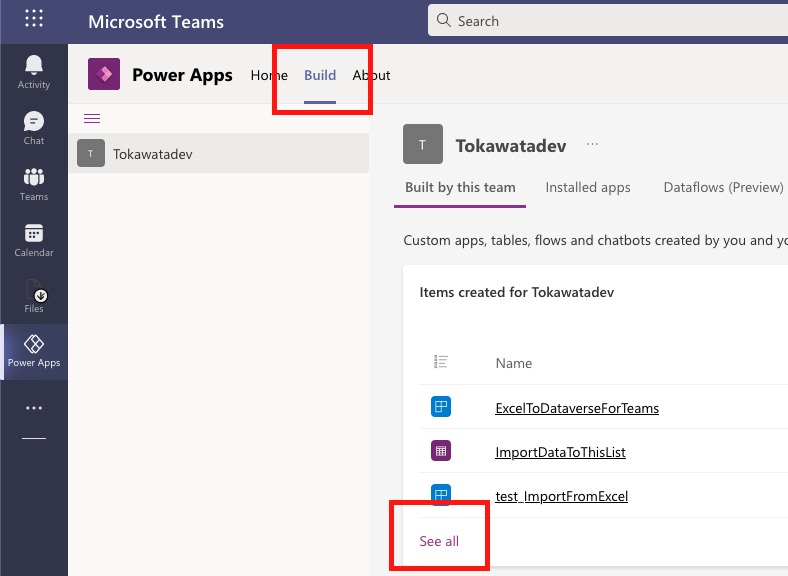 Microsoft Teams
Search
Activity
Chat
Teams
Calendar
Files
Power Apps
Power Apps
Home
Build
About
T
Tokawatadev
T
Tokawatadev
Built by this team
Installed apps
Dataflows (Preview)
Custom apps, tables, flows and chatbots created by you and
Items created for Tokawatadev
Name
ExcelToDataverseForTeams
ImportDataToThisList
test_ImportFromExcel
See all